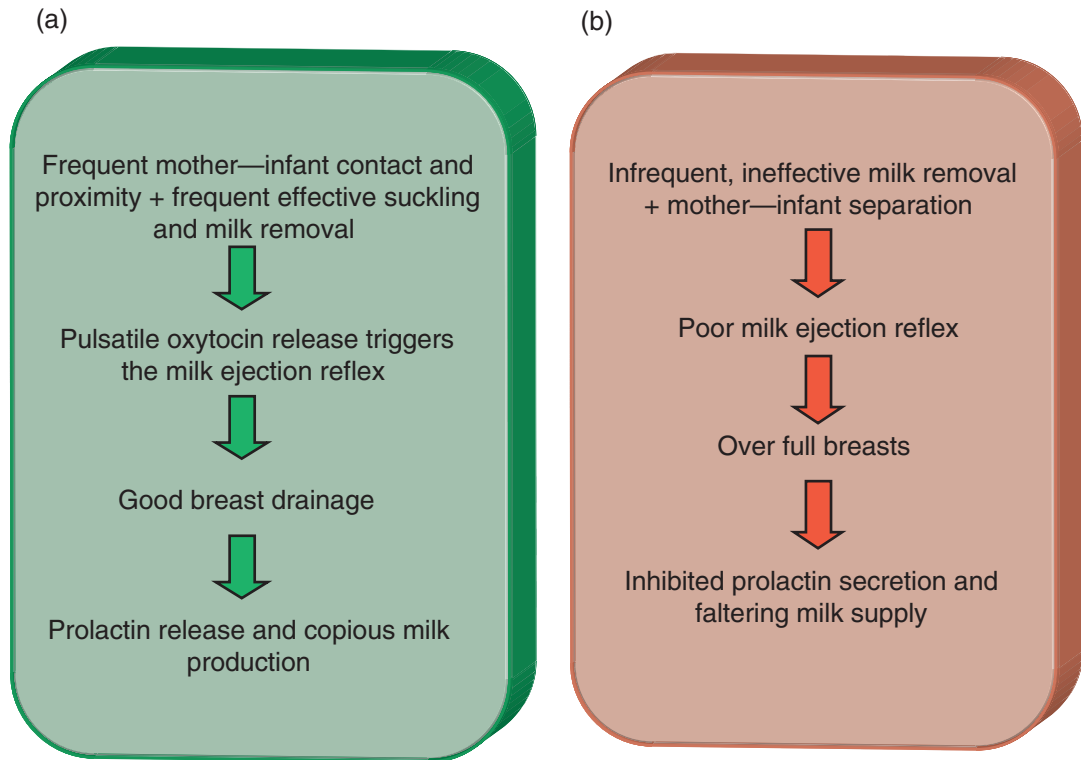 (a)
Frequent mother—infant contact and
proximity + frequent effective suckling
and milk removal
Pulsatile oxytocin release triggers
the milk ejection reflex
Good breast drainage
Prolactin release and copious milk
production
(b)
Infrequent, ineffective milk removal
+ mother—infant separation
Poor milk ejection reflex
Over full breasts
Inhibited prolactin secretion and
faltering milk supply